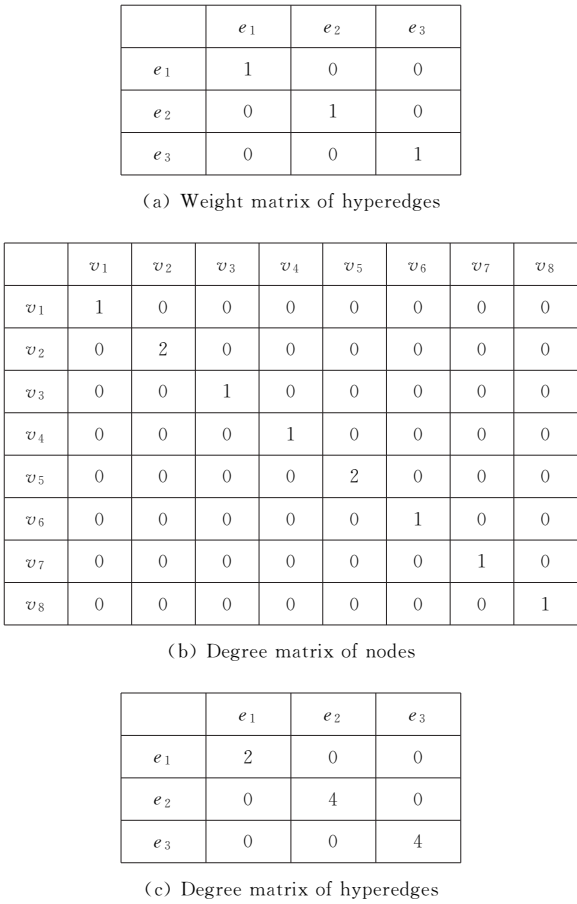 e1 e2 e3
e1 1 0 0
e2 0 1 0
e3 0 0 1
(a) Weight matrix of hyperedges
v1 v2 v3 v4 v5 v6 v7 v8
v1 1 0 0 0 0 0 0 0
v2 0 2 0 0 0 0 0 0
v3 0 0 1 0 0 0 0 0
v4 0 0 0 1 0 0 0 0
v5 0 0 0 0 2 0 0 0
v6 0 0 0 0 0 1 0 0
v7 0 0 0 0 0 0 1 0
v8 0 0 0 0 0 0 0 1
(b) Degree matrix of nodes
e1 e2 e3
e1 2 0 0
e2 0 4 0
e3 0 0 4
(c) Degree matrix of hyperedges